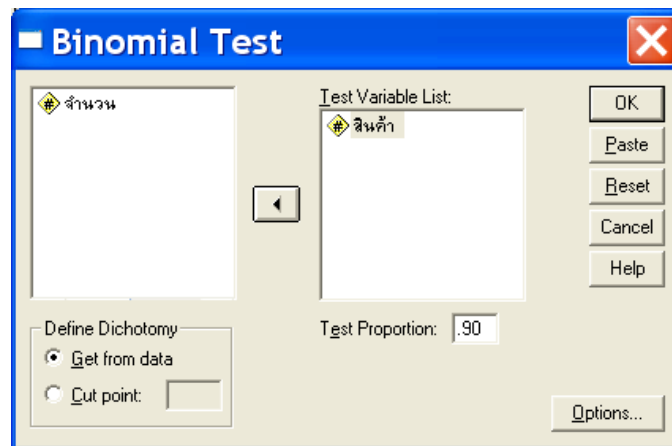 Binomial Test
จำนวน
Test Variable List:
สินค้า
OK
Paste
Reset
Cancel
Help
Define Dichotomy
Get from data
Cut point:
Test Proportion: .90
Options...